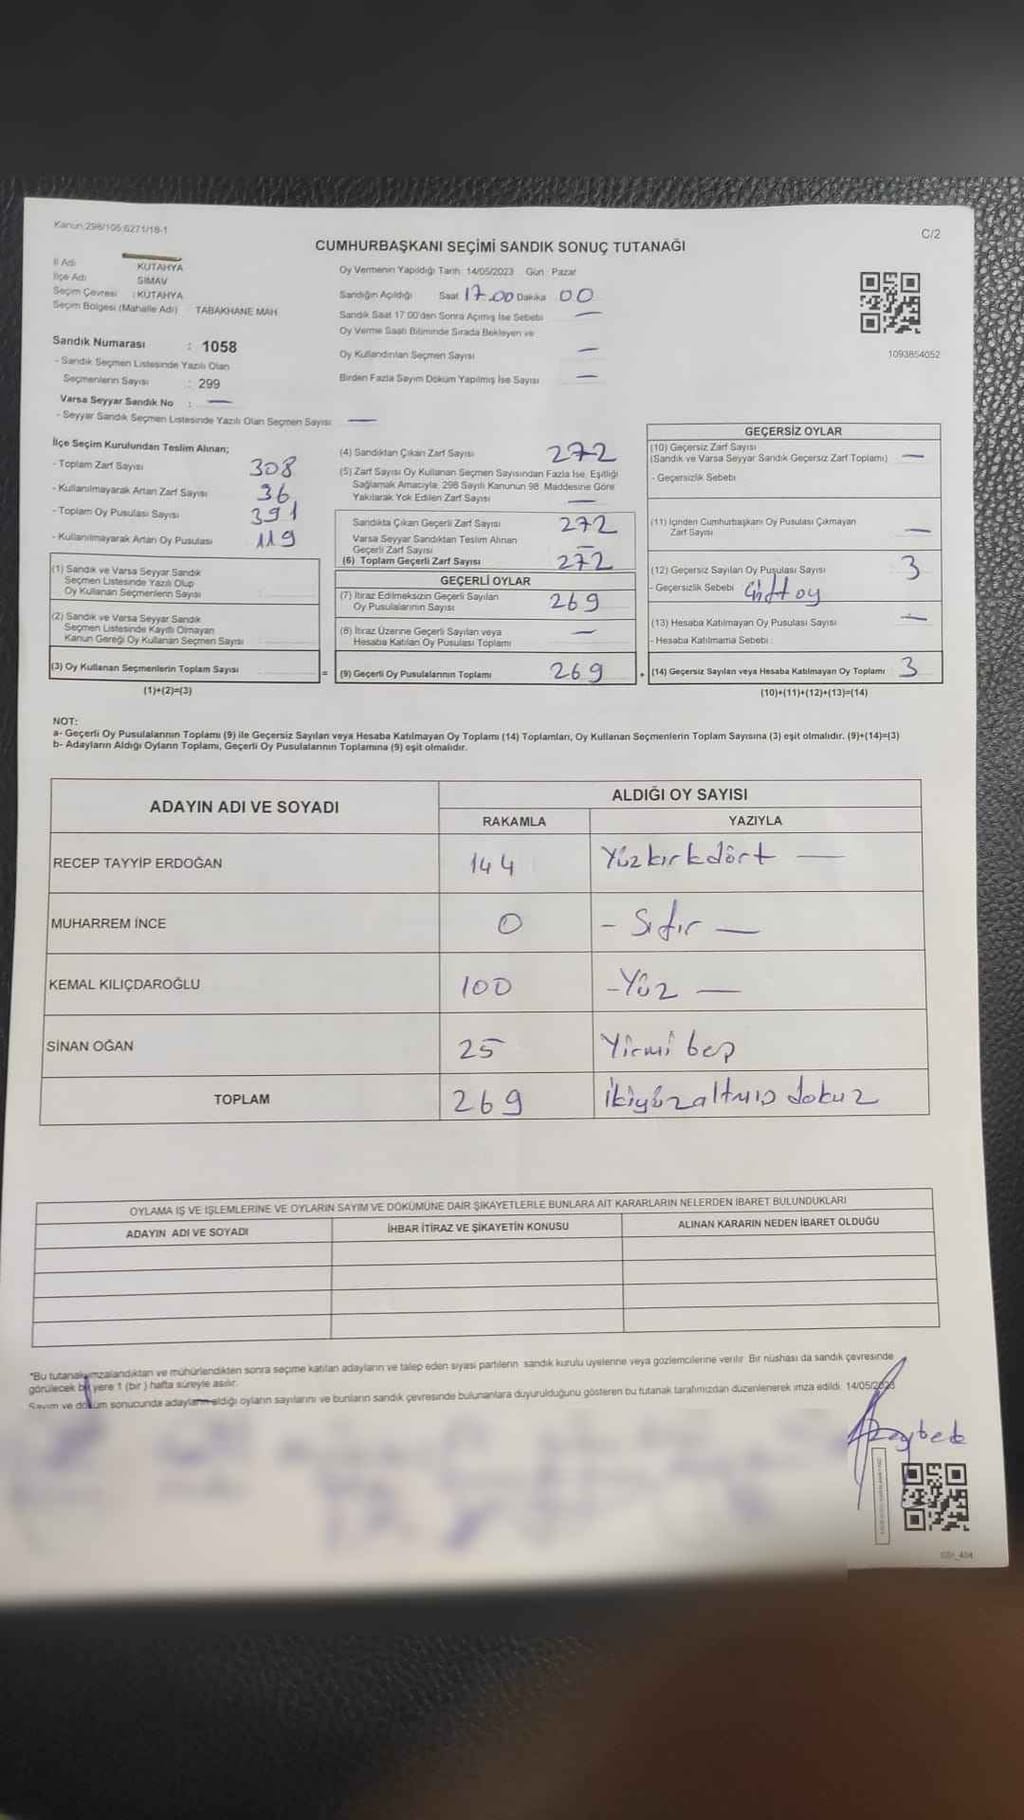 Kanun:298/105;6271/18-1
C/2
CUMHURBAŞKANI SEÇİMİ SANDIK SONUÇ TUTANAĞI
İl Adı KÜTAHYA
İlçe Adı SİMAV
Seçim Çevresi : KÜTAHYA
Seçim Bölgesi (Mahalle Adı) TABAKHANE MAH.
Oy Vermenin Yapıldığı Tarih: 14/05/2023 Gün : Pazar
Sandığın Açıldığı Saat 17.00 Dakika 00
Sandık Saat 17:00'den Sonra Açmış İse Sebebi —
Oy Verme Saati Bitiminde Sırada Bekleyen ve
Oy Kullandırılan Seçmen Sayısı —
Birden Fazla Sayım Döküm Yapılmış İse Sayısı —
1093854052
Sandık Numarası : 1058
- Sandık Seçmen Listesinde Yazılı Olan
Seçmenlerin Sayısı : 299
Varsa Seyyar Sandık No : —
- Seyyar Sandık Seçmen Listesinde Yazılı Olan Seçmen Sayısı —
İlçe Seçim Kurulundan Teslim Alınan;
- Toplam Zarf Sayısı 308
- Kullanılmayarak Artan Zarf Sayısı 36
- Toplam Oy Pusulası Sayısı 391
- Kullanılmayarak Artan Oy Pusulası 119
(1) Sandık ve Varsa Seyyar Sandık
Seçmen Listesinde Yazılı Olup
Oy Kullanan Seçmenlerin Sayısı
(2) Sandık ve Varsa Seyyar Sandık
Seçmen Listesinde Kayıtlı Olmayan
Kanun Gereği Oy Kullanan Seçmen Sayısı
(3) Oy Kullanan Seçmenlerin Toplam Sayısı
(1)+(2)=(3)
=
(4) Sandıktan Çıkan Zarf Sayısı 272
(5) Zarf Sayısı Oy Kullanan Seçmen Sayısından Fazla İse, Eşitliği
Sağlamak Amacıyla, 298 Sayılı Kanunun 98. Maddesine Göre
Yakılarak Yok Edilen Zarf Sayısı —
Sandıkta Çıkan Geçerli Zarf Sayısı 272
Varsa Seyyar Sandıktan Teslim Alınan
Geçerli Zarf Sayısı —
(6) Toplam Geçerli Zarf Sayısı 272
GEÇERLİ OYLAR
(7) İtiraz Edilmeksizin Geçerli Sayılan
Oy Pusulalarının Sayısı 269
(8) İtiraz Üzerine Geçerli Sayılan veya
Hesaba Katılan Oy Pusulası Toplamı —
(9) Geçerli Oy Pusulalarının Toplamı 269
+
GEÇERSİZ OYLAR
(10) Geçersiz Zarf Sayısı
(Sandık ve Varsa Seyyar Sandık Geçersiz Zarf Toplamı) —
- Geçersizlik Sebebi
(11) İçinden Cumhurbaşkanı Oy Pusulası Çıkmayan
Zarf Sayısı —
(12) Geçersiz Sayılan Oy Pusulası Sayısı 3
- Geçersizlik Sebebi Çift oy
(13) Hesaba Katılmayan Oy Pusulası Sayısı —
- Hesaba Katılmama Sebebi :
(14) Geçersiz Sayılan veya Hesaba Katılmayan Oy Toplamı 3
(10)+(11)+(12)+(13)=(14)
NOT:
a- Geçerli Oy Pusulalarının Toplamı (9) ile Geçersiz Sayılan veya Hesaba Katılmayan Oy Toplamı (14) Toplamları, Oy Kullanan Seçmenlerin Toplam Sayısına (3) eşit olmalıdır. (9)+(14)=(3)
b- Adayların Aldığı Oyların Toplamı, Geçerli Oy Pusulalarının Toplamına (9) eşit olmalıdır.
ADAYIN ADI VE SOYADI ALDIĞI OY SAYISI
RAKAMLA YAZIYLA
RECEP TAYYİP ERDOĞAN 144 Yüzkırkdört —
MUHARREM İNCE 0 - Sıfır —
KEMAL KILIÇDAROĞLU 100 - Yüz —
SİNAN OĞAN 25 Yirmi beş
TOPLAM 269 İkiyüzaltmış dokuz
OYLAMA İŞ VE İŞLEMLERİNE VE OYLARIN SAYIM VE DÖKÜMÜNE DAİR ŞİKAYETLERLE BUNLARA AİT KARARLARIN NELERDEN İBARET BULUNDUKLARI
ADAYIN ADI VE SOYADI İHBAR İTİRAZ VE ŞİKAYETİN KONUSU ALINAN KARARIN NEDEN İBARET OLDUĞU
*Bu tutanak imzalandıktan ve mühürlendikten sonra seçime katılan adayların ve talep eden siyasi partilerin sandık kurulu üyelerine veya gözlemcilerine verilir. Bir nüshası da sandık çevresinde
görülecek bir yere 1 (bir) hafta süreyle asılır.
Sayım ve döküm sonucunda adayların aldığı oyların sayılarını ve bunların sandık çevresinde bulunanlara duyurulduğunu gösteren bu tutanak tarafımızdan düzenlenerek imza edildi. 14/05/2023